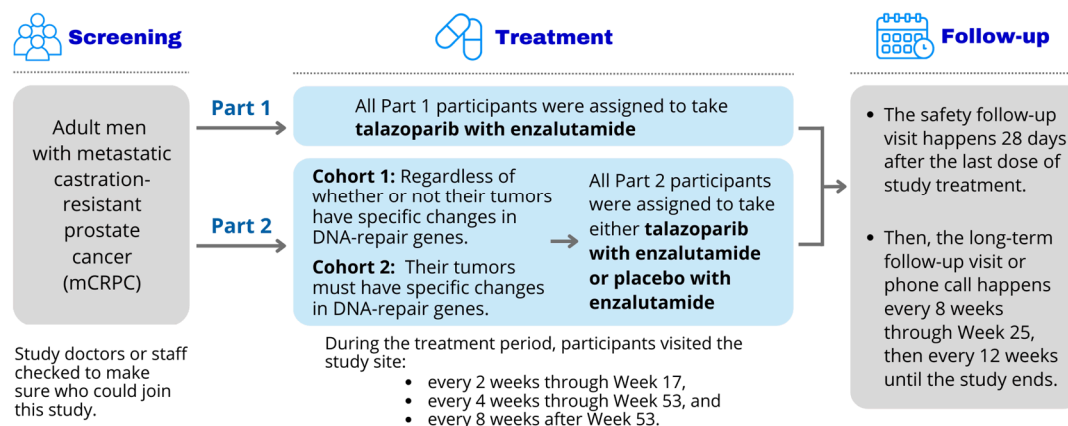 Screening
Treatment
Follow-up
Adult men
with metastatic
castration-
resistant
prostate
cancer
(mCRPC)
Study doctors or staff
checked to make
sure who could join
this study.
Part 1
All Part 1 participants were assigned to take
talazoparib with enzalutamide
Part 2
Cohort 1: Regardless of
whether or not their tumors
have specific changes in
DNA-repair genes.
Cohort 2: Their tumors
must have specific changes
in DNA-repair genes.
All Part 2 participants
were assigned to take
either talazoparib
with enzalutamide
or placebo with
enzalutamide
During the treatment period, participants visited the
study site:
• every 2 weeks through Week 17,
• every 4 weeks through Week 53, and
• every 8 weeks after Week 53.
• The safety follow-up
visit happens 28 days
after the last dose of
study treatment.
• Then, the long-term
follow-up visit or
phone call happens
every 8 weeks
through Week 25,
then every 12 weeks
until the study ends.